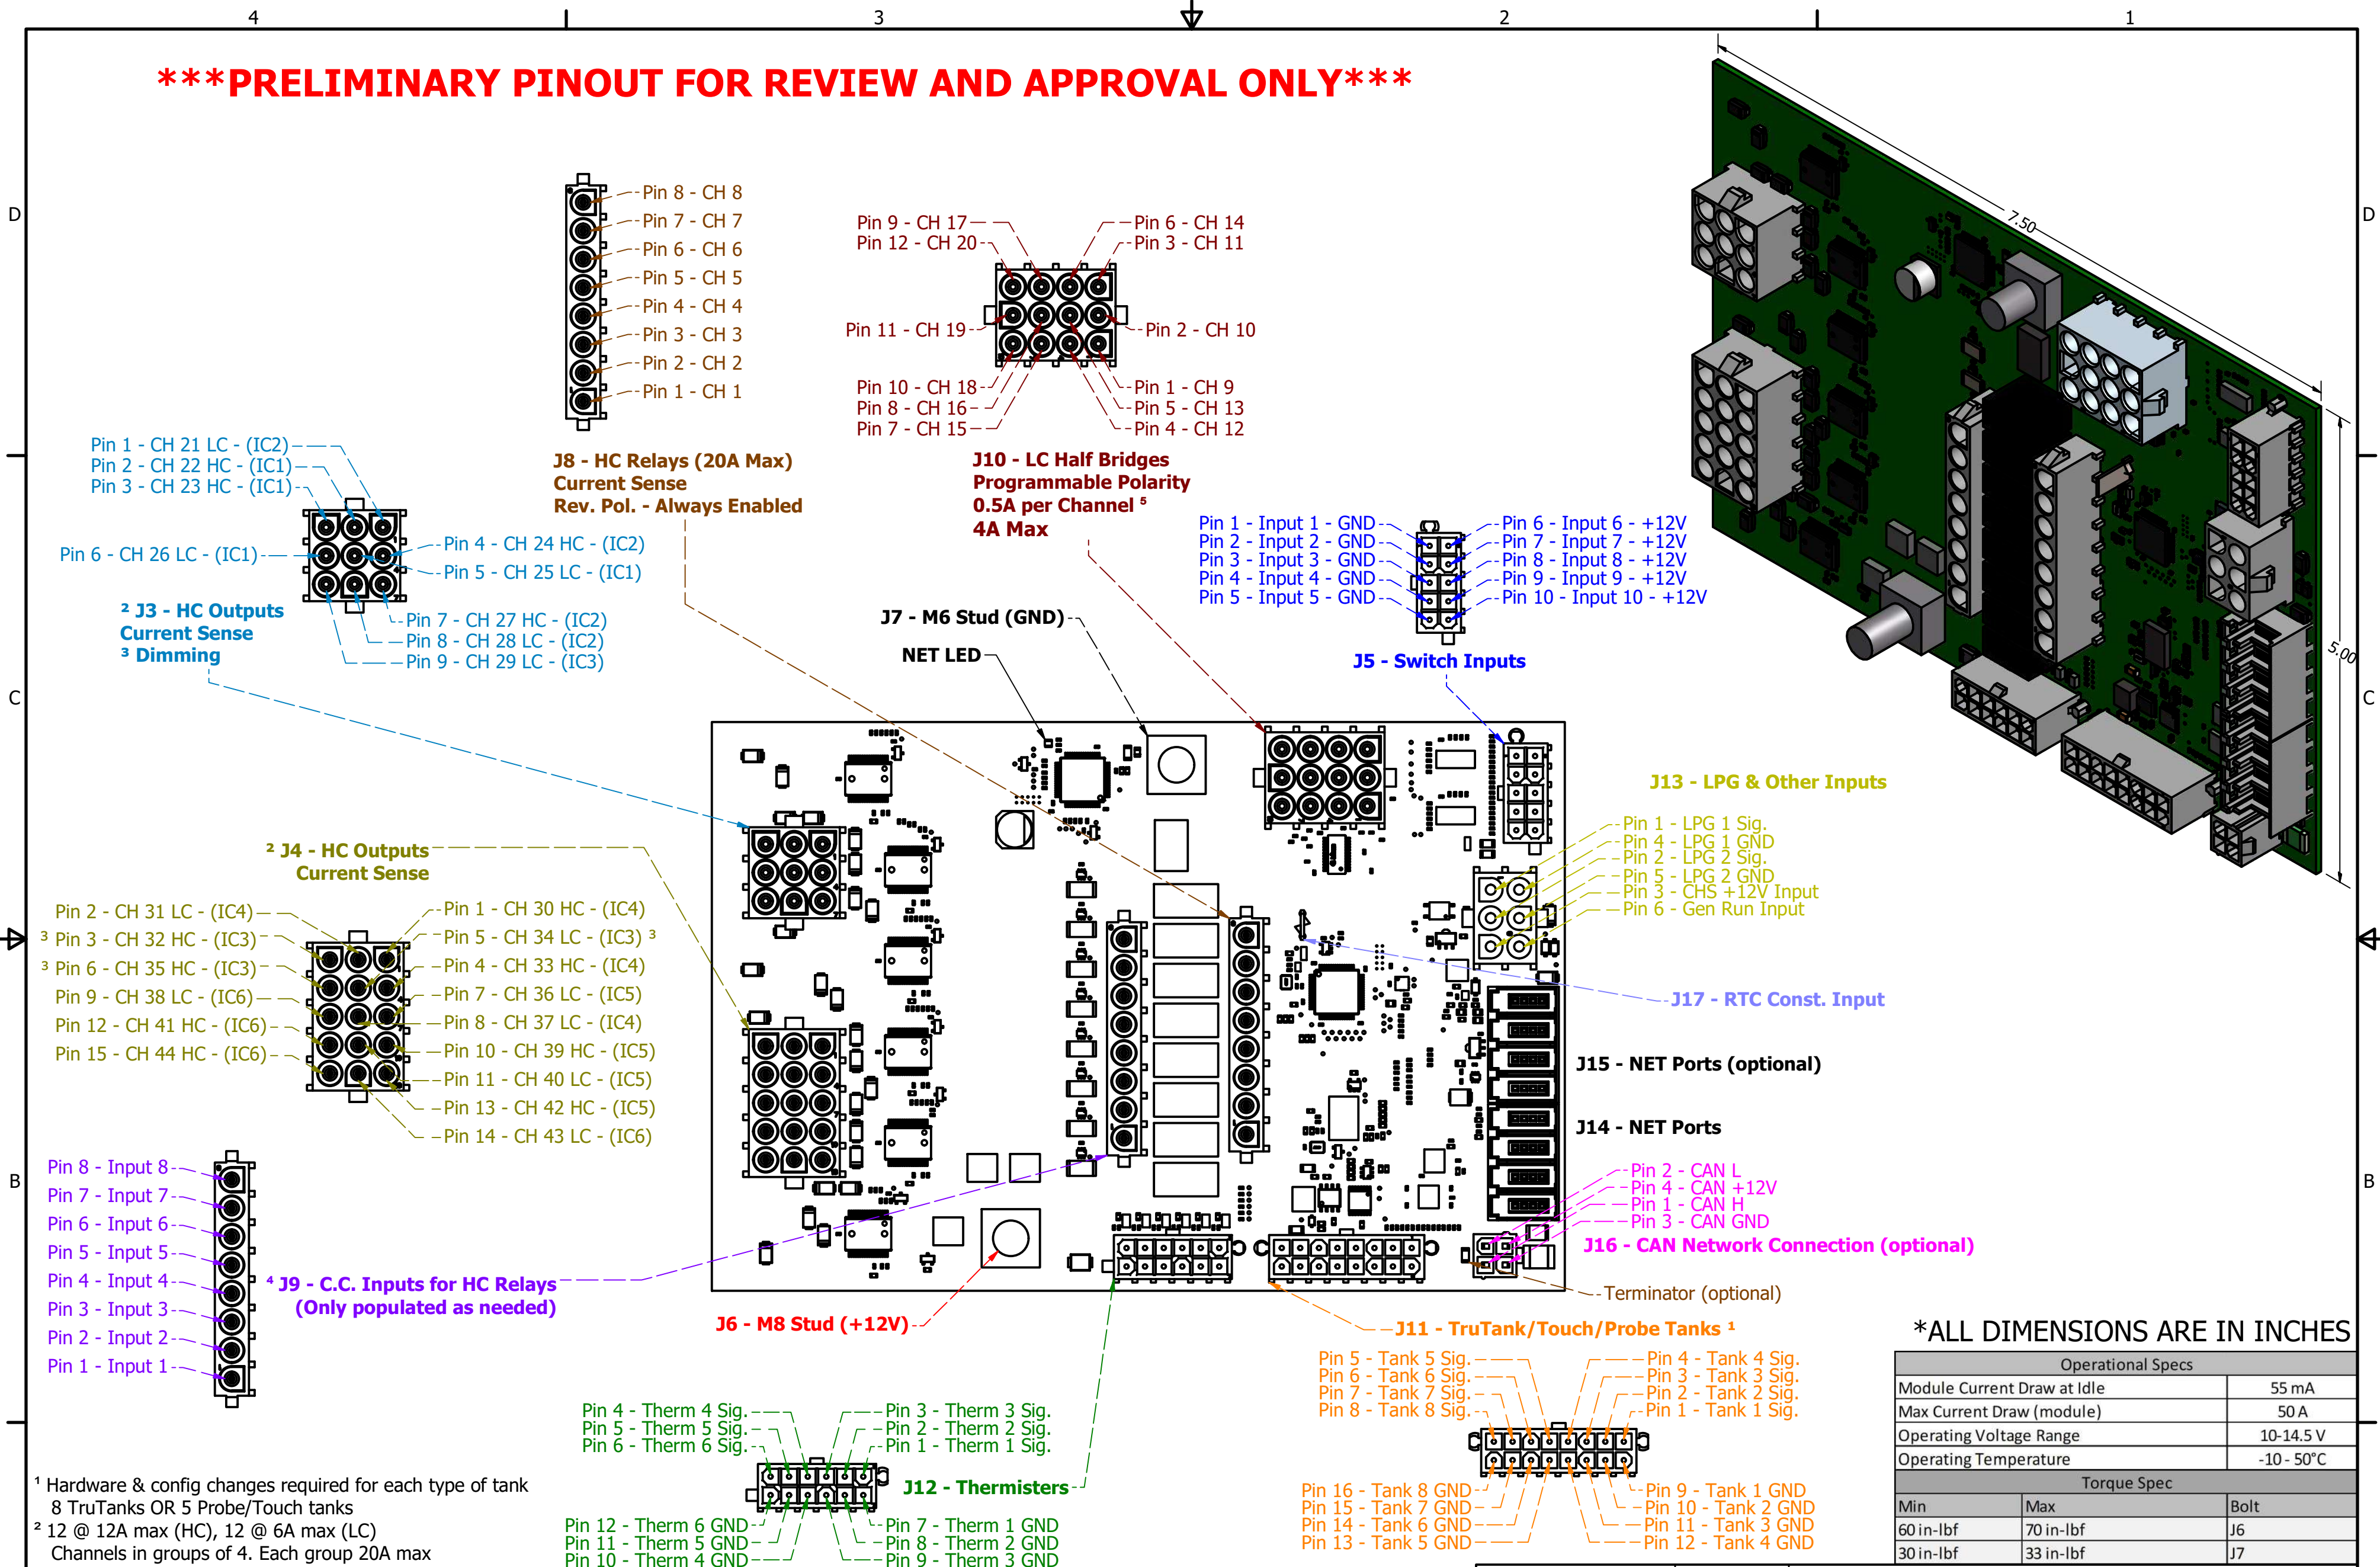 4
3
2
1
***PRELIMINARY PINOUT FOR REVIEW AND APPROVAL ONLY***
D
D
7.50
5.00
Pin 8 - CH 8
Pin 7 - CH 7
Pin 6 - CH 6
Pin 5 - CH 5
Pin 4 - CH 4
Pin 3 - CH 3
Pin 2 - CH 2
Pin 1 - CH 1
J8 - HC Relays (20A Max)
Current Sense
Rev. Pol. - Always Enabled
Pin 9 - CH 17
Pin 12 - CH 20
Pin 11 - CH 19
Pin 10 - CH 18
Pin 8 - CH 16
Pin 7 - CH 15
Pin 6 - CH 14
Pin 3 - CH 11
Pin 2 - CH 10
Pin 1 - CH 9
Pin 5 - CH 13
Pin 4 - CH 12
J10 - LC Half Bridges
Programmable Polarity
0.5A per Channel ⁵
4A Max
Pin 1 - CH 21 LC - (IC2)
Pin 2 - CH 22 HC - (IC1)
Pin 3 - CH 23 HC - (IC1)
Pin 6 - CH 26 LC - (IC1)
Pin 4 - CH 24 HC - (IC2)
Pin 5 - CH 25 LC - (IC1)
Pin 7 - CH 27 HC - (IC2)
Pin 8 - CH 28 LC - (IC2)
Pin 9 - CH 29 LC - (IC3)
² J3 - HC Outputs
Current Sense
³ Dimming
Pin 1 - Input 1 - GND
Pin 2 - Input 2 - GND
Pin 3 - Input 3 - GND
Pin 4 - Input 4 - GND
Pin 5 - Input 5 - GND
Pin 6 - Input 6 - +12V
Pin 7 - Input 7 - +12V
Pin 8 - Input 8 - +12V
Pin 9 - Input 9 - +12V
Pin 10 - Input 10 - +12V
J5 - Switch Inputs
J7 - M6 Stud (GND)
NET LED
C
C
J13 - LPG & Other Inputs
Pin 1 - LPG 1 Sig.
Pin 4 - LPG 1 GND
Pin 2 - LPG 2 Sig.
Pin 5 - LPG 2 GND
Pin 3 - CHS +12V Input
Pin 6 - Gen Run Input
² J4 - HC Outputs
Current Sense
Pin 2 - CH 31 LC - (IC4)
³ Pin 3 - CH 32 HC - (IC3)
³ Pin 6 - CH 35 HC - (IC3)
Pin 9 - CH 38 LC - (IC6)
Pin 12 - CH 41 HC - (IC6)
Pin 15 - CH 44 HC - (IC6)
Pin 1 - CH 30 HC - (IC4)
Pin 5 - CH 34 LC - (IC3) ³
Pin 4 - CH 33 HC - (IC4)
Pin 7 - CH 36 LC - (IC5)
Pin 8 - CH 37 LC - (IC4)
Pin 10 - CH 39 HC - (IC5)
Pin 11 - CH 40 LC - (IC5)
Pin 13 - CH 42 HC - (IC5)
Pin 14 - CH 43 LC - (IC6)
J17 - RTC Const. Input
J15 - NET Ports (optional)
J14 - NET Ports
B
B
Pin 8 - Input 8
Pin 7 - Input 7
Pin 6 - Input 6
Pin 5 - Input 5
Pin 4 - Input 4
Pin 3 - Input 3
Pin 2 - Input 2
Pin 1 - Input 1
⁴ J9 - C.C. Inputs for HC Relays
(Only populated as needed)
Pin 2 - CAN L
Pin 4 - CAN +12V
Pin 1 - CAN H
Pin 3 - CAN GND
J16 - CAN Network Connection (optional)
Terminator (optional)
J6 - M8 Stud (+12V)
J11 - TruTank/Touch/Probe Tanks ¹
Pin 5 - Tank 5 Sig.
Pin 6 - Tank 6 Sig.
Pin 7 - Tank 7 Sig.
Pin 8 - Tank 8 Sig.
Pin 4 - Tank 4 Sig.
Pin 3 - Tank 3 Sig.
Pin 2 - Tank 2 Sig.
Pin 1 - Tank 1 Sig.
Pin 16 - Tank 8 GND
Pin 15 - Tank 7 GND
Pin 14 - Tank 6 GND
Pin 13 - Tank 5 GND
Pin 9 - Tank 1 GND
Pin 10 - Tank 2 GND
Pin 11 - Tank 3 GND
Pin 12 - Tank 4 GND
Pin 4 - Therm 4 Sig.
Pin 5 - Therm 5 Sig.
Pin 6 - Therm 6 Sig.
Pin 3 - Therm 3 Sig.
Pin 2 - Therm 2 Sig.
Pin 1 - Therm 1 Sig.
J12 - Thermisters
Pin 12 - Therm 6 GND
Pin 11 - Therm 5 GND
Pin 10 - Therm 4 GND
Pin 7 - Therm 1 GND
Pin 8 - Therm 2 GND
Pin 9 - Therm 3 GND
¹ Hardware & config changes required for each type of tank
8 TruTanks OR 5 Probe/Touch tanks
² 12 @ 12A max (HC), 12 @ 6A max (LC)
Channels in groups of 4. Each group 20A max
*ALL DIMENSIONS ARE IN INCHES
Operational Specs
Module Current Draw at Idle 55 mA
Max Current Draw (module) 50 A
Operating Voltage Range 10-14.5 V
Operating Temperature -10 - 50°C
Torque Spec
Min Max Bolt
60 in-lbf 70 in-lbf J6
30 in-lbf 33 in-lbf J7